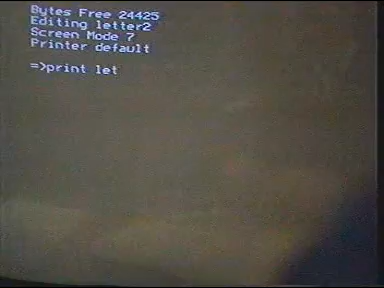 Bytes Free 24425
Editing letter2
Screen Mode 7
Printer default
=>print let